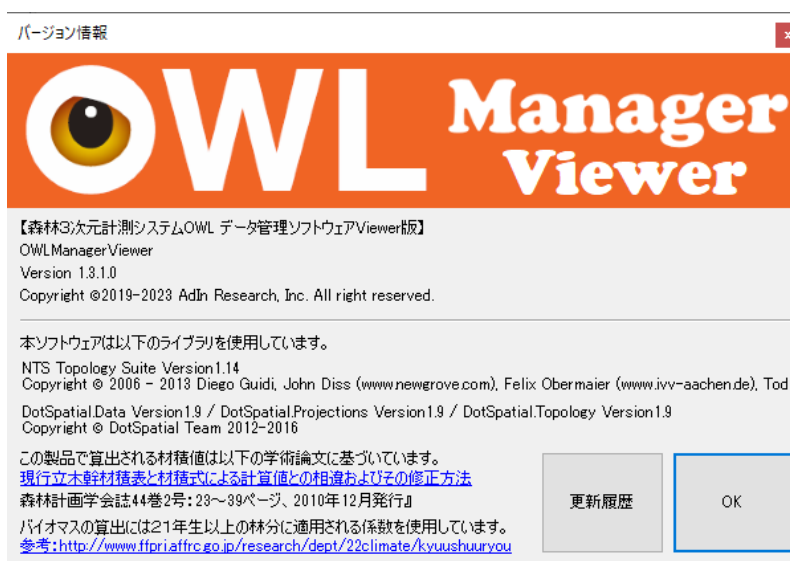 バージョン情報
x
OWL Manager Viewer
【森林3次元計測システムOWL データ管理ソフトウェアViewer版】
OWLManagerViewer
Version 1.3.1.0
Copyright ©2019-2023 AdIn Research, Inc. All right reserved.
本ソフトウェアは以下のライブラリを使用しています。
NTS Topology Suite Version1.14
Copyright © 2006 - 2013 Diego Guidi, John Diss (www.newgrove.com), Felix Obermaier (www.ivv-aachen.de), Tod
DotSpatial.Data Version1.9 / DotSpatial.Projections Version1.9 / DotSpatial.Topology Version1.9
Copyright © DotSpatial Team 2012-2016
この製品で算出される材積値は以下の学術論文に基づいています。
現行立木幹材積表と材積式による計算値との相違およびその修正方法
森林計画学会誌44巻2号：23～39ページ、2010年12月発行』
バイオマスの算出には21年生以上の林分に適用される係数を使用しています。
参考:http://www.ffpri.affrc.go.jp/research/dept/22climate/kyuushuuryou
更新履歴
OK